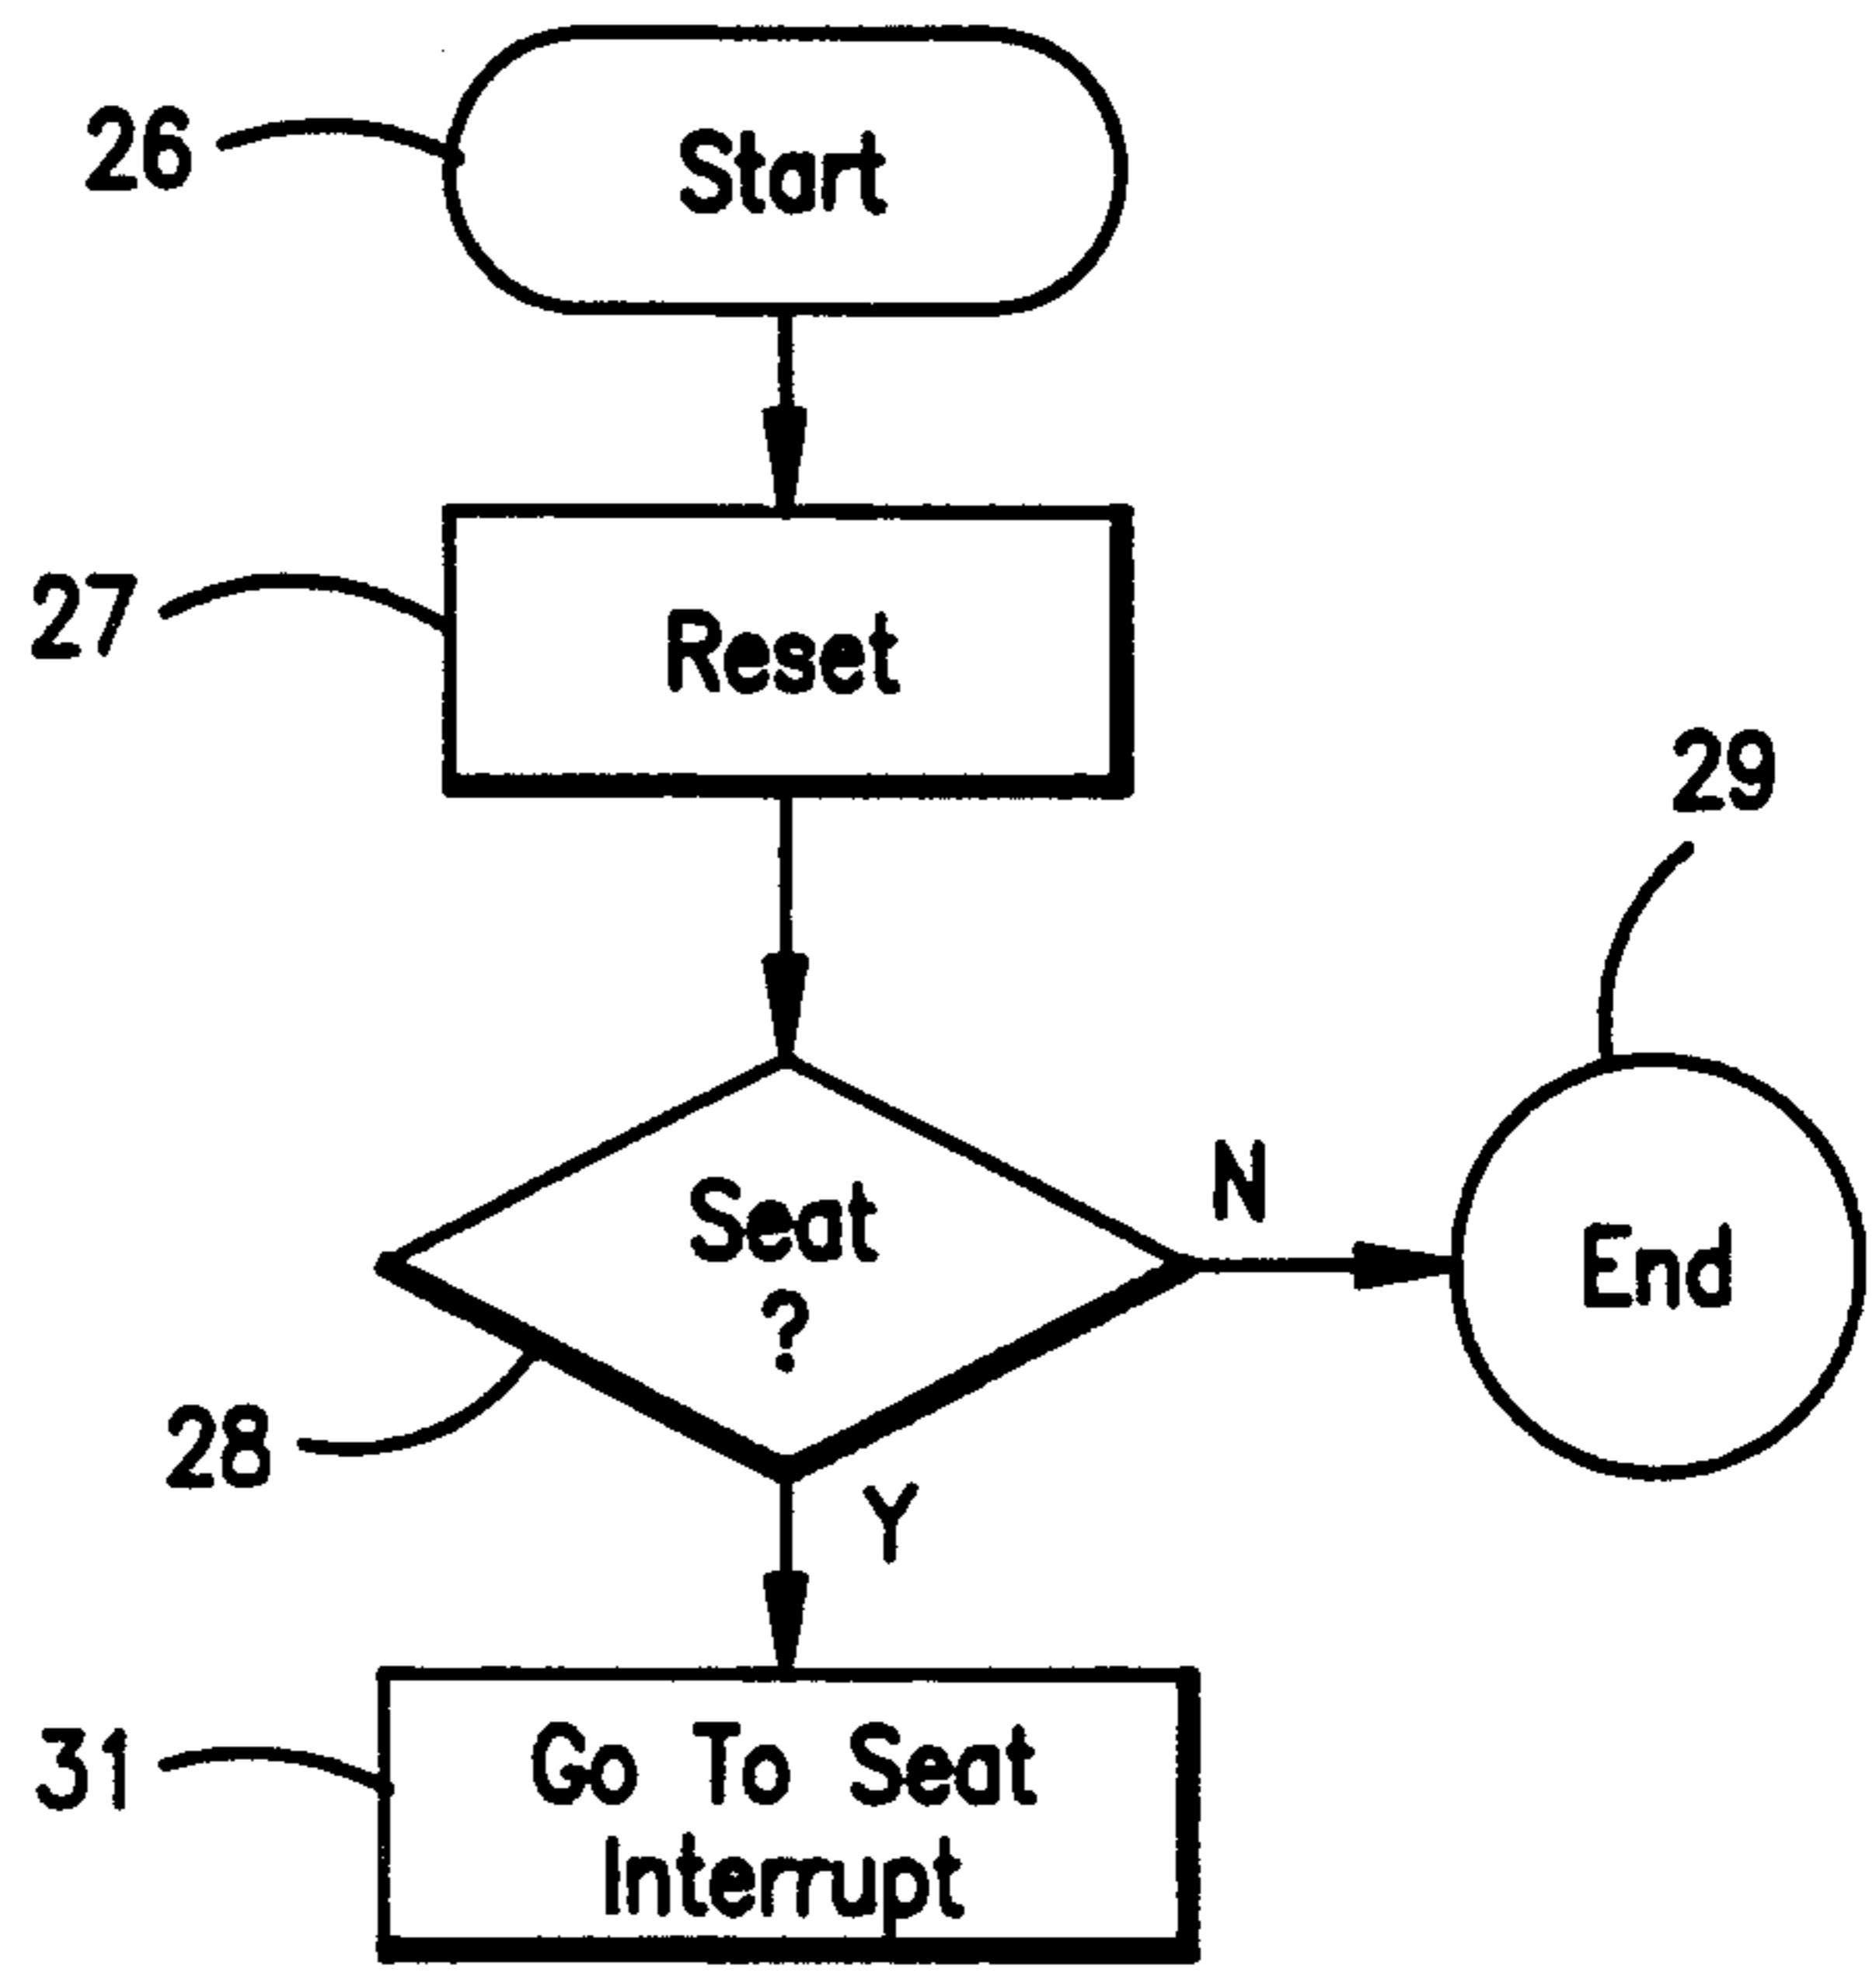 26
Start
27
Reset
29
Seat
?
N
End
28
Y
31
Go To Seat
Interrupt